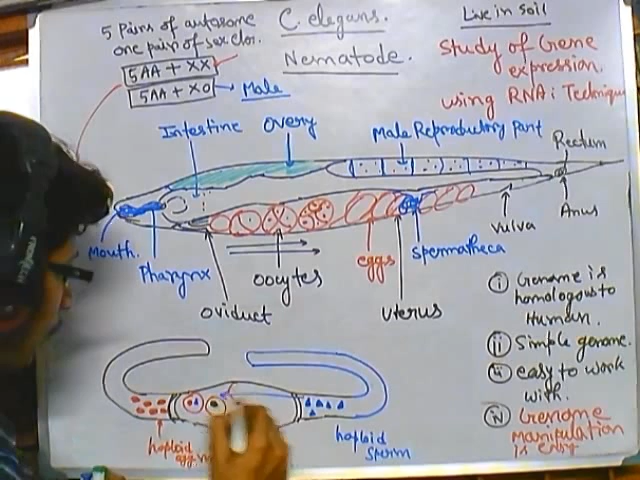 5 Pairs of autosome
one pair of sex clor.
5AA + XX
5AA + XO
Male
C. elegans.
Nematode.
Live in soil
Study of Gene
expression.
using RNA i Technique
Intestine
Overy
Male Reproductory part
Rectum
Mouth.
Pharynx
oviduct
oocytes
eggs
uterus
spermatheca
vulva
Anus
i Genome is
homologous to
Human.
ii Simple genome.
iii easy to work
with.
iv Genome
manipulation
is easy
haploid
haploid
sperm